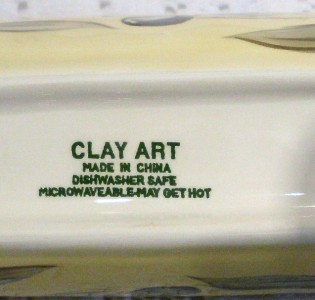 CLAY ART
MADE IN CHINA
DISHWASHER SAFE
MICROWAVEABLE-MAY GET HOT